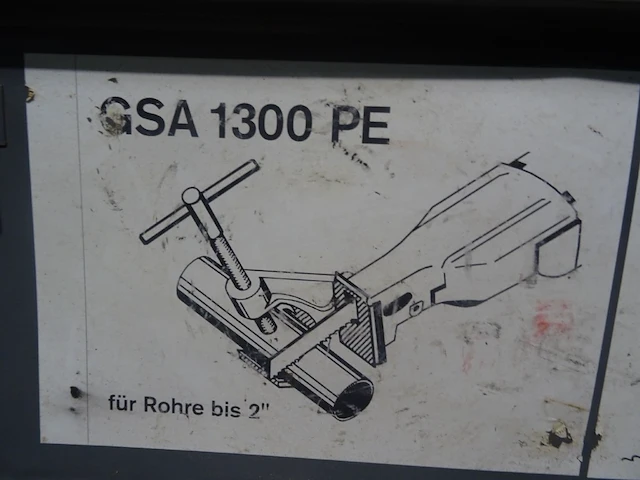 GSA 1300 PE
für Rohre bis 2"